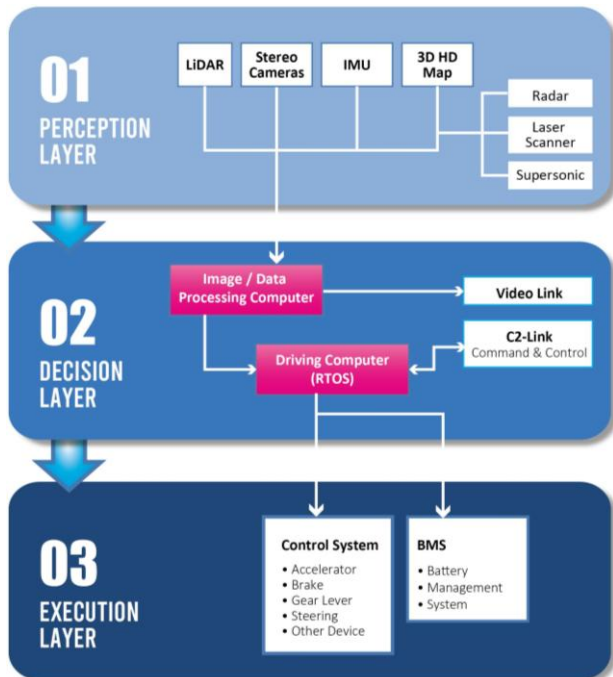 01
PERCEPTION
LAYER
LiDAR
Stereo
Cameras
IMU
3D HD
Map
Radar
Laser
Scanner
Supersonic
02
DECISION
LAYER
Image / Data
Processing Computer
Video Link
Driving Computer
(RTOS)
C2-Link
Command & Control
03
EXECUTION
LAYER
Control System
• Accelerator
• Brake
• Gear Lever
• Steering
• Other Device
BMS
• Battery
• Management
• System